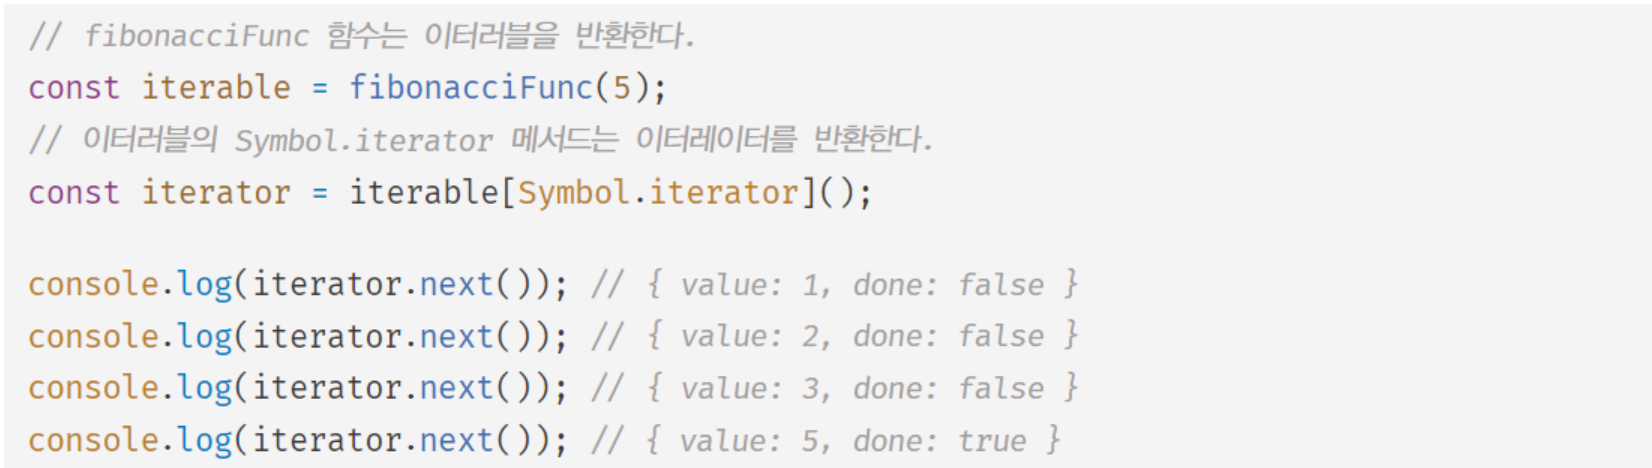 // fibonacciFunc 함수는 이터러블을 반환한다.
const iterable = fibonacciFunc(5);
// 이터러블의 Symbol.iterator 메서드는 이터레이터를 반환한다.
const iterator = iterable[Symbol.iterator]();
console.log(iterator.next()); // { value: 1, done: false }
console.log(iterator.next()); // { value: 2, done: false }
console.log(iterator.next()); // { value: 3, done: false }
console.log(iterator.next()); // { value: 5, done: true }